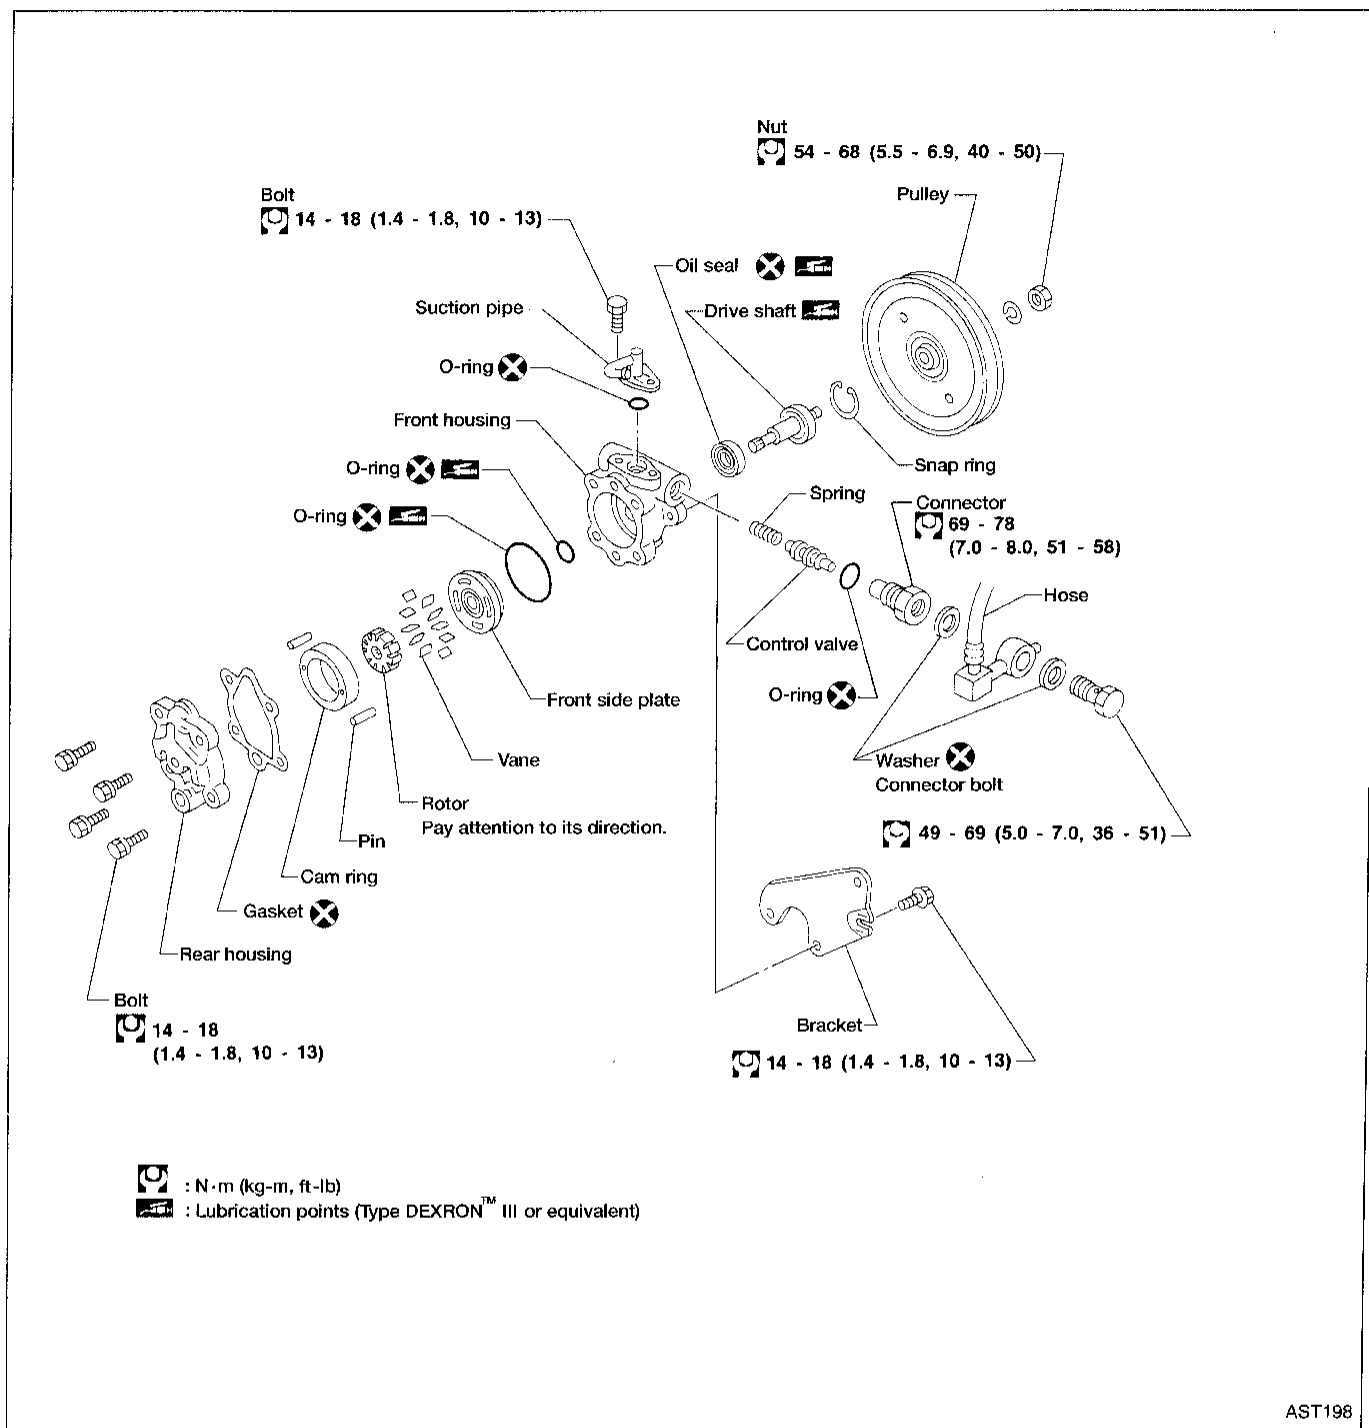 Nut
54 - 68 (5.5 - 6.9, 40 - 50)
Pulley
Bolt
14 - 18 (1.4 - 1.8, 10 - 13)
Oil seal
Suction pipe
Drive shaft
O-ring
Front housing
O-ring
Snap ring
Spring
Connector
69 - 78
(7.0 - 8.0, 51 - 58)
O-ring
Hose
Control valve
O-ring
Front side plate
Vane
Washer
Connector bolt
49 - 69 (5.0 - 7.0, 36 - 51)
Rotor
Pay attention to its direction.
Pin
Cam ring
Gasket
Rear housing
Bolt
14 - 18
(1.4 - 1.8, 10 - 13)
Bracket
14 - 18 (1.4 - 1.8, 10 - 13)
: N·m (kg-m, ft-lb)
: Lubrication points (Type DEXRON™ III or equivalent)
AST198